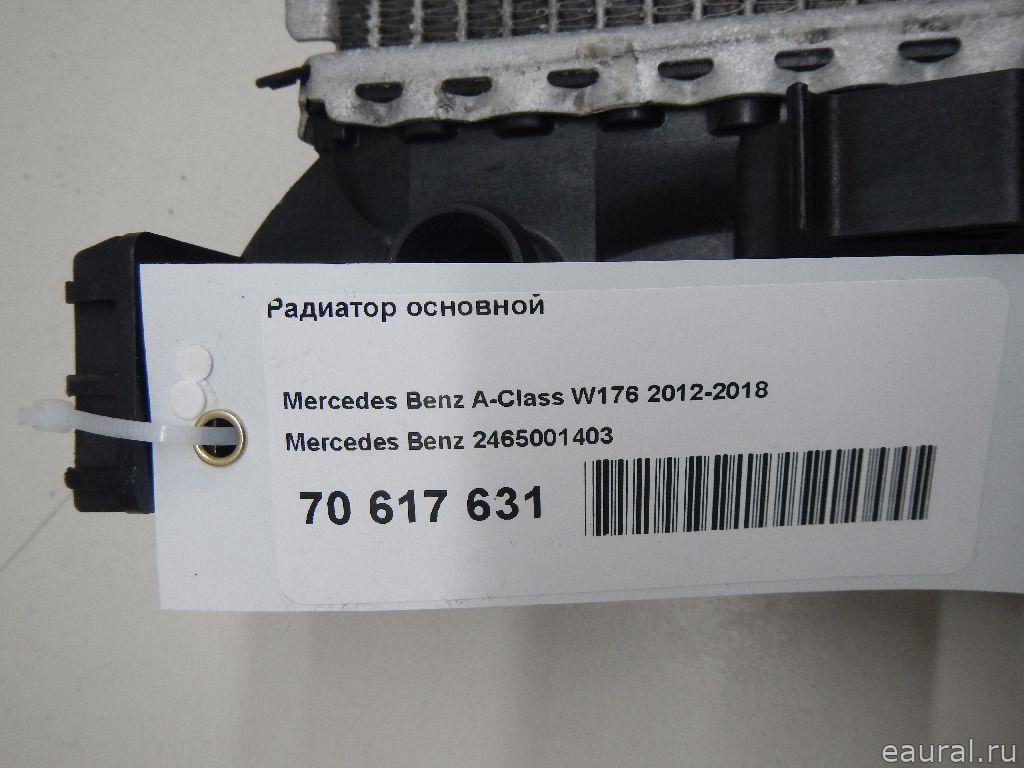 Радиатор основной
Mercedes Benz A-Class W176 2012-2018
Mercedes Benz 2465001403
70 617 631
eaural.ru